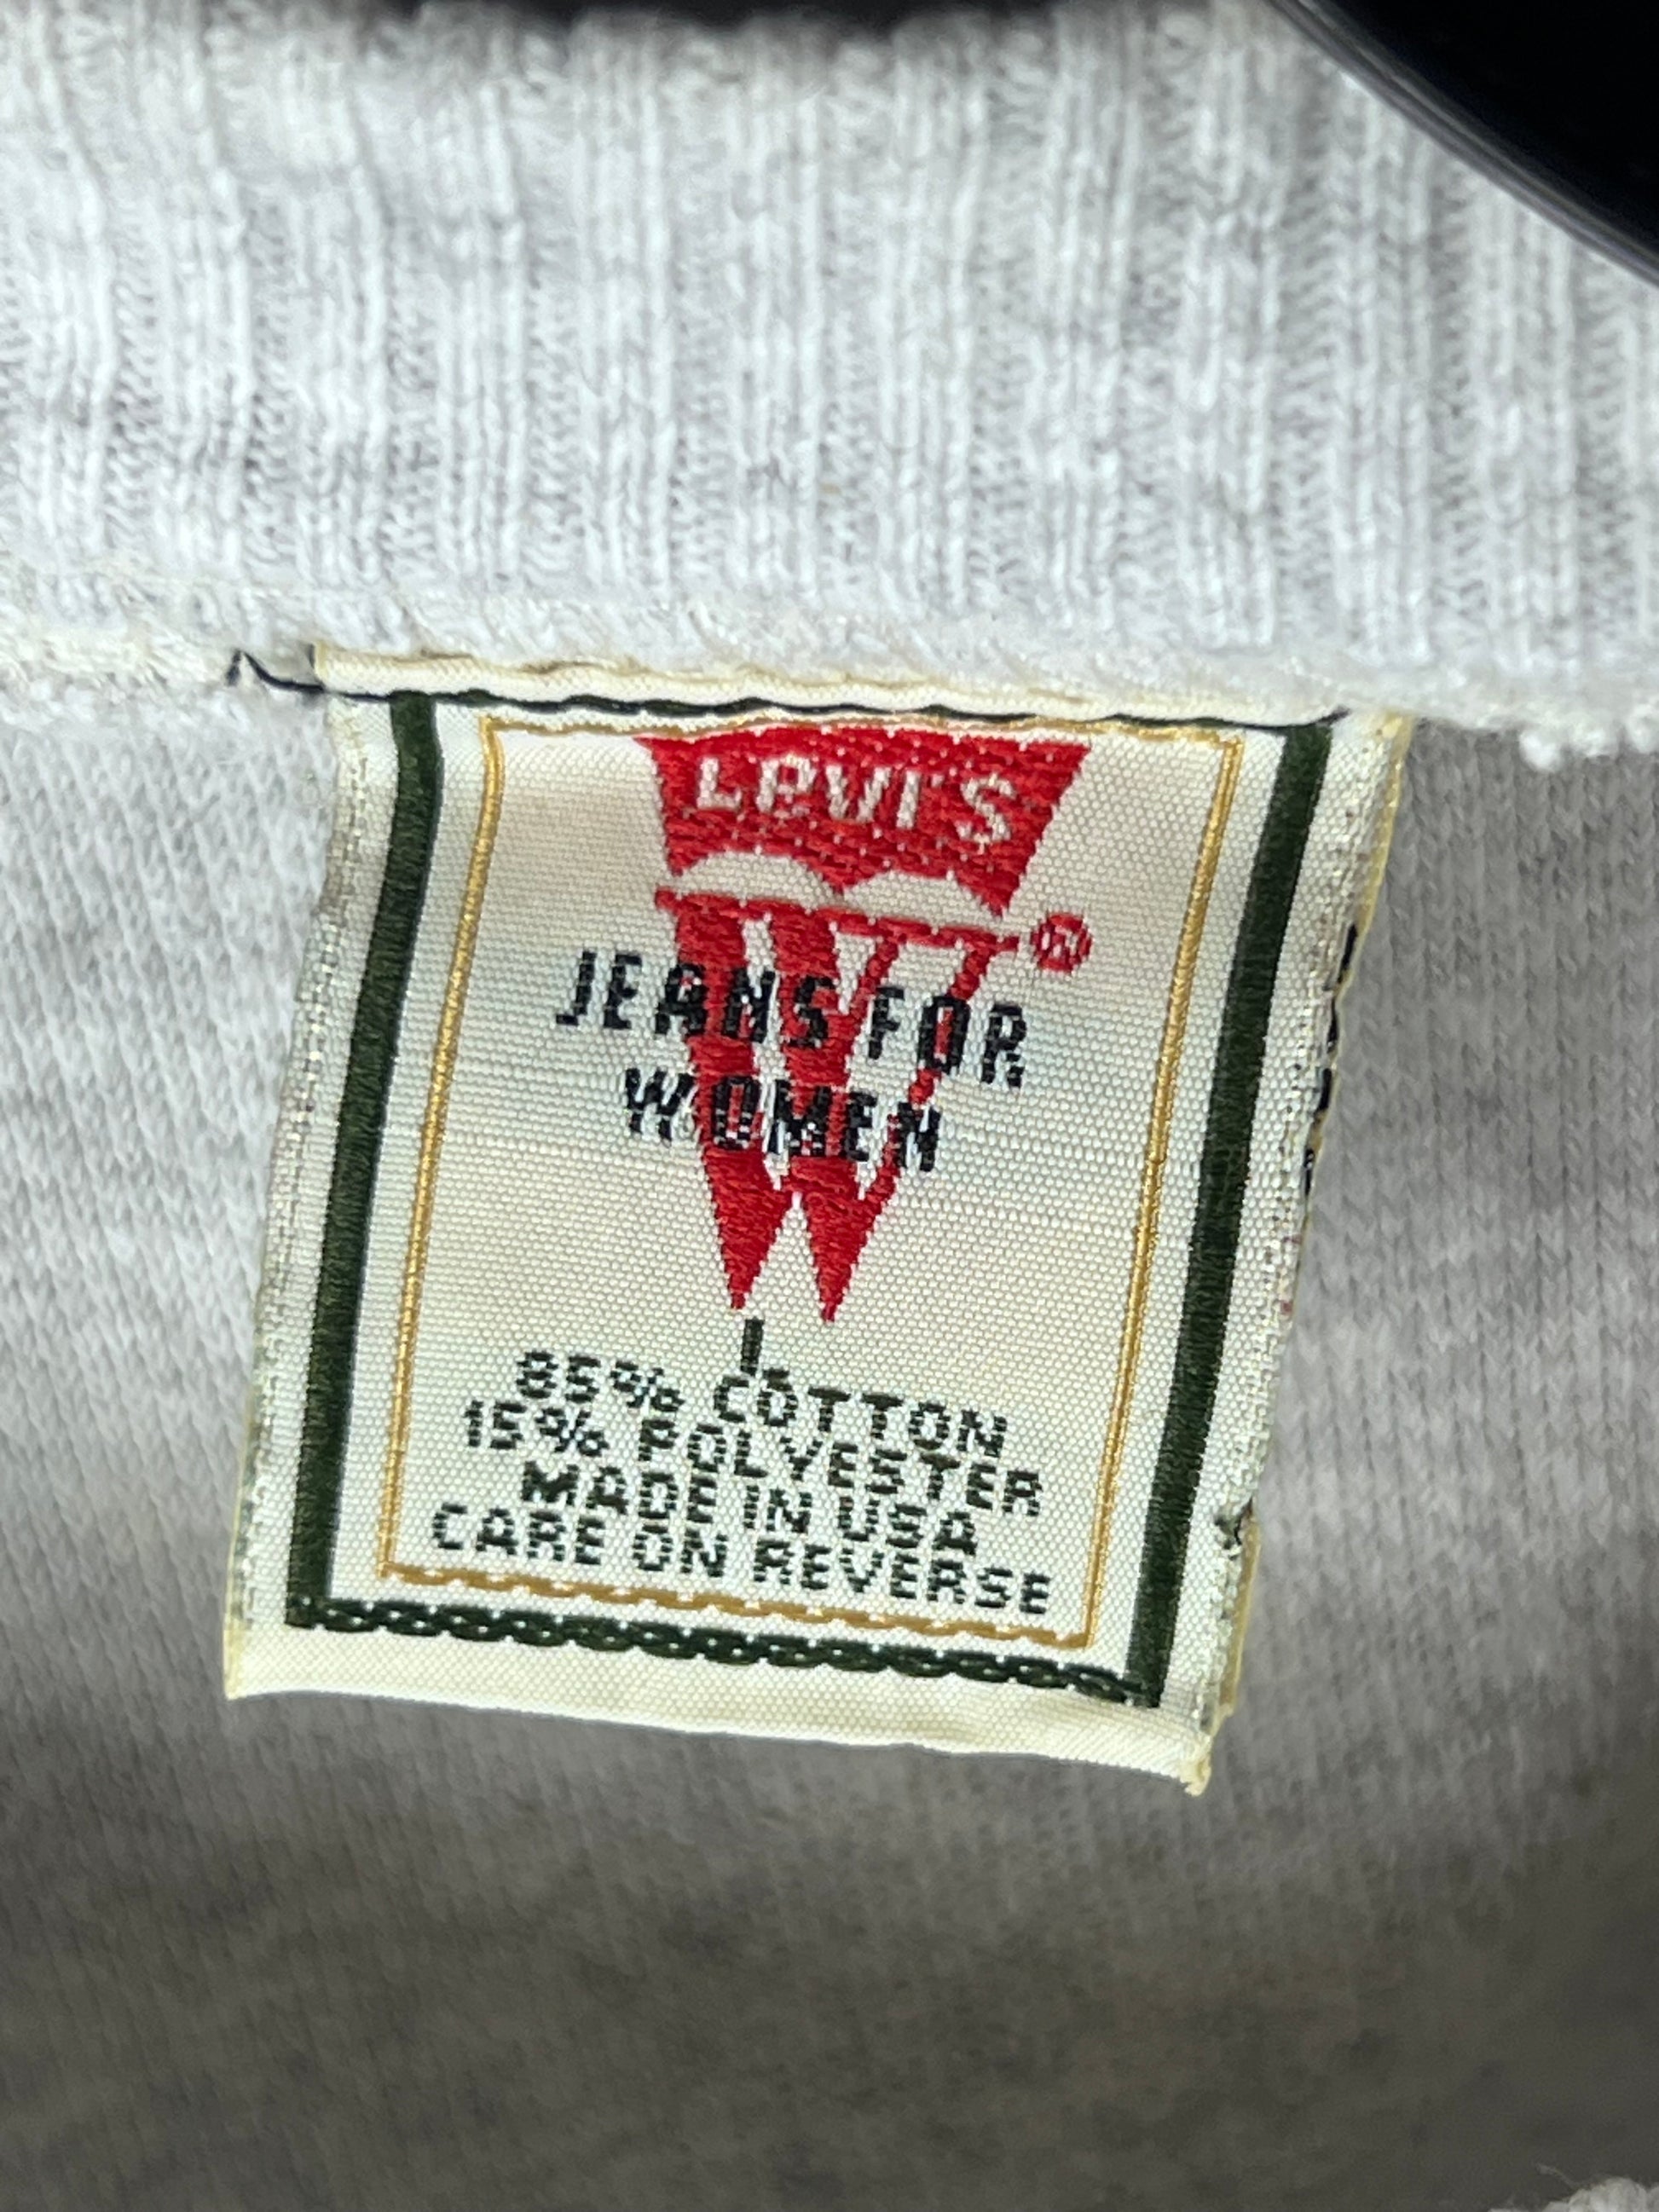 LEVI'S
W ®
JEANS FOR
WOMEN
L
85% COTTON
15% POLYESTER
MADE IN USA
CARE ON REVERSE